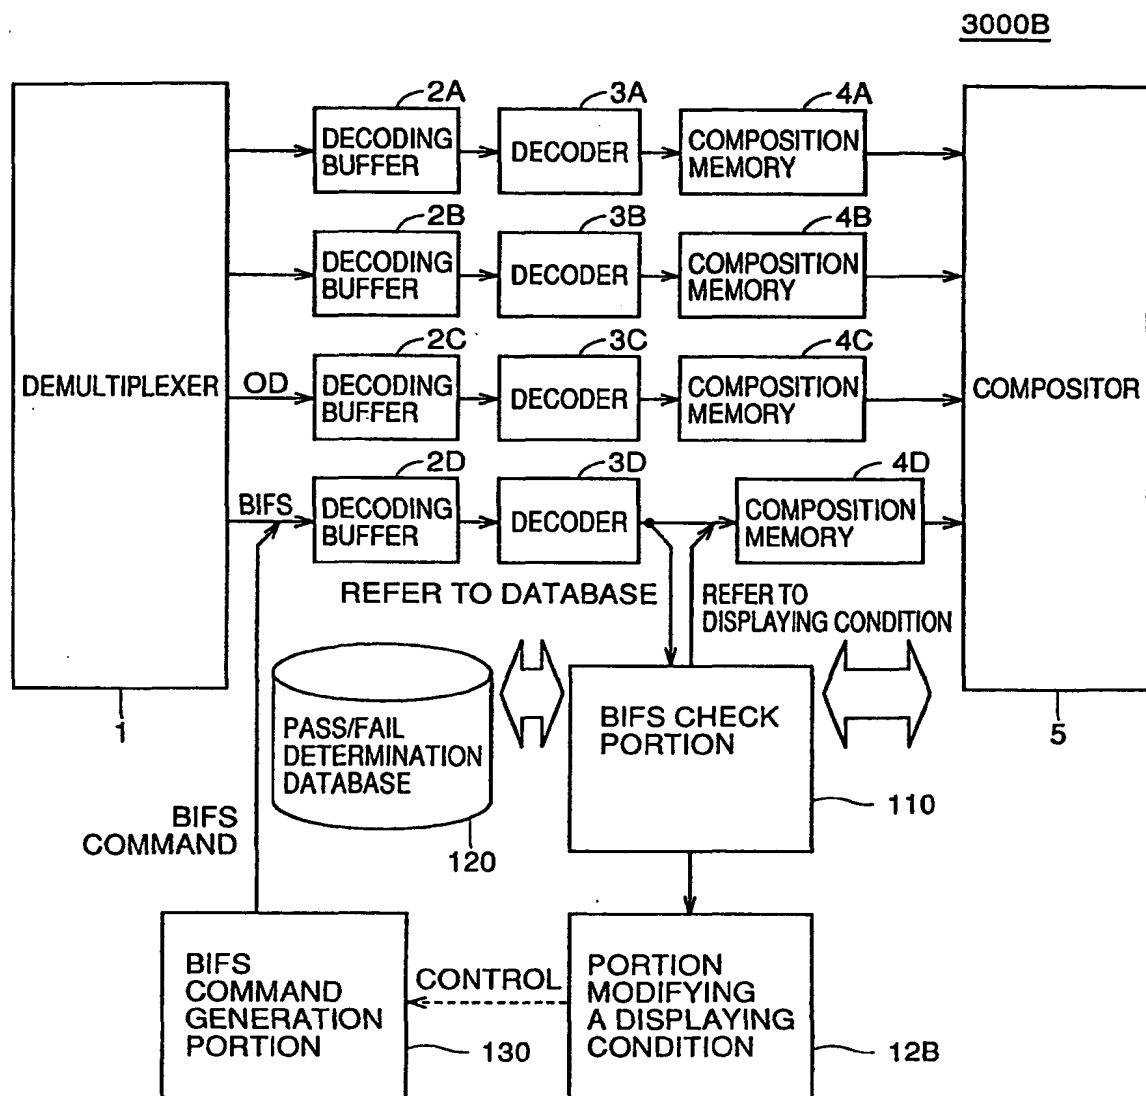 3000B
2A
3A
4A
DECODING
BUFFER
DECODER
COMPOSITION
MEMORY
2B
3B
4B
DECODING
BUFFER
DECODER
COMPOSITION
MEMORY
2C
3C
4C
DEMULTIPLEXER
OD
DECODING
BUFFER
DECODER
COMPOSITION
MEMORY
COMPOSITOR
2D
3D
4D
BIFS
DECODING
BUFFER
DECODER
COMPOSITION
MEMORY
REFER TO DATABASE
REFER TO
DISPLAYING CONDITION
1
5
PASS/FAIL
DETERMINATION
DATABASE
BIFS CHECK
PORTION
110
120
BIFS
COMMAND
BIFS
COMMAND
GENERATION
PORTION
130
CONTROL
PORTION
MODIFYING
A DISPLAYING
CONDITION
12B